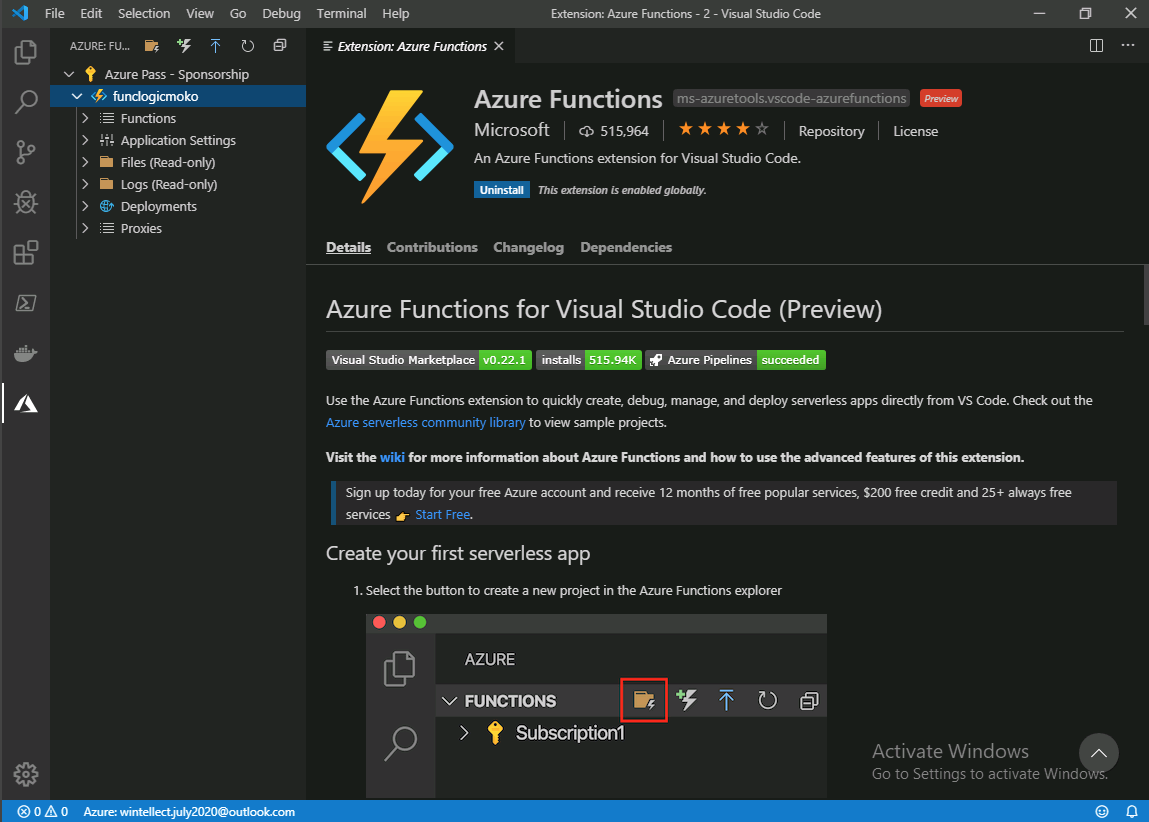 File Edit Selection View Go Debug Terminal Help
Extension: Azure Functions - 2 - Visual Studio Code
AZURE: FU...
Azure Pass - Sponsorship
funclogicmoko
Functions
Application Settings
Files (Read-only)
Logs (Read-only)
Deployments
Proxies
Extension: Azure Functions
Azure Functions ms-azuretools.vscode-azurefunctions Preview
Microsoft 515,964 Repository License
An Azure Functions extension for Visual Studio Code.
Uninstall This extension is enabled globally.
Details Contributions Changelog Dependencies
Azure Functions for Visual Studio Code (Preview)
Visual Studio Marketplace v0.22.1 installs 515.94K Azure Pipelines succeeded
Use the Azure Functions extension to quickly create, debug, manage, and deploy serverless apps directly from VS Code. Check out the
Azure serverless community library to view sample projects.
Visit the wiki for more information about Azure Functions and how to use the advanced features of this extension.
Sign up today for your free Azure account and receive 12 months of free popular services, $200 free credit and 25+ always free
services 👉 Start Free.
Create your first serverless app
1. Select the button to create a new project in the Azure Functions explorer
AZURE
FUNCTIONS
Subscription1
Activate Windows
Go to Settings to activate Windows.
0 0 Azure: wintellect.july2020@outlook.com